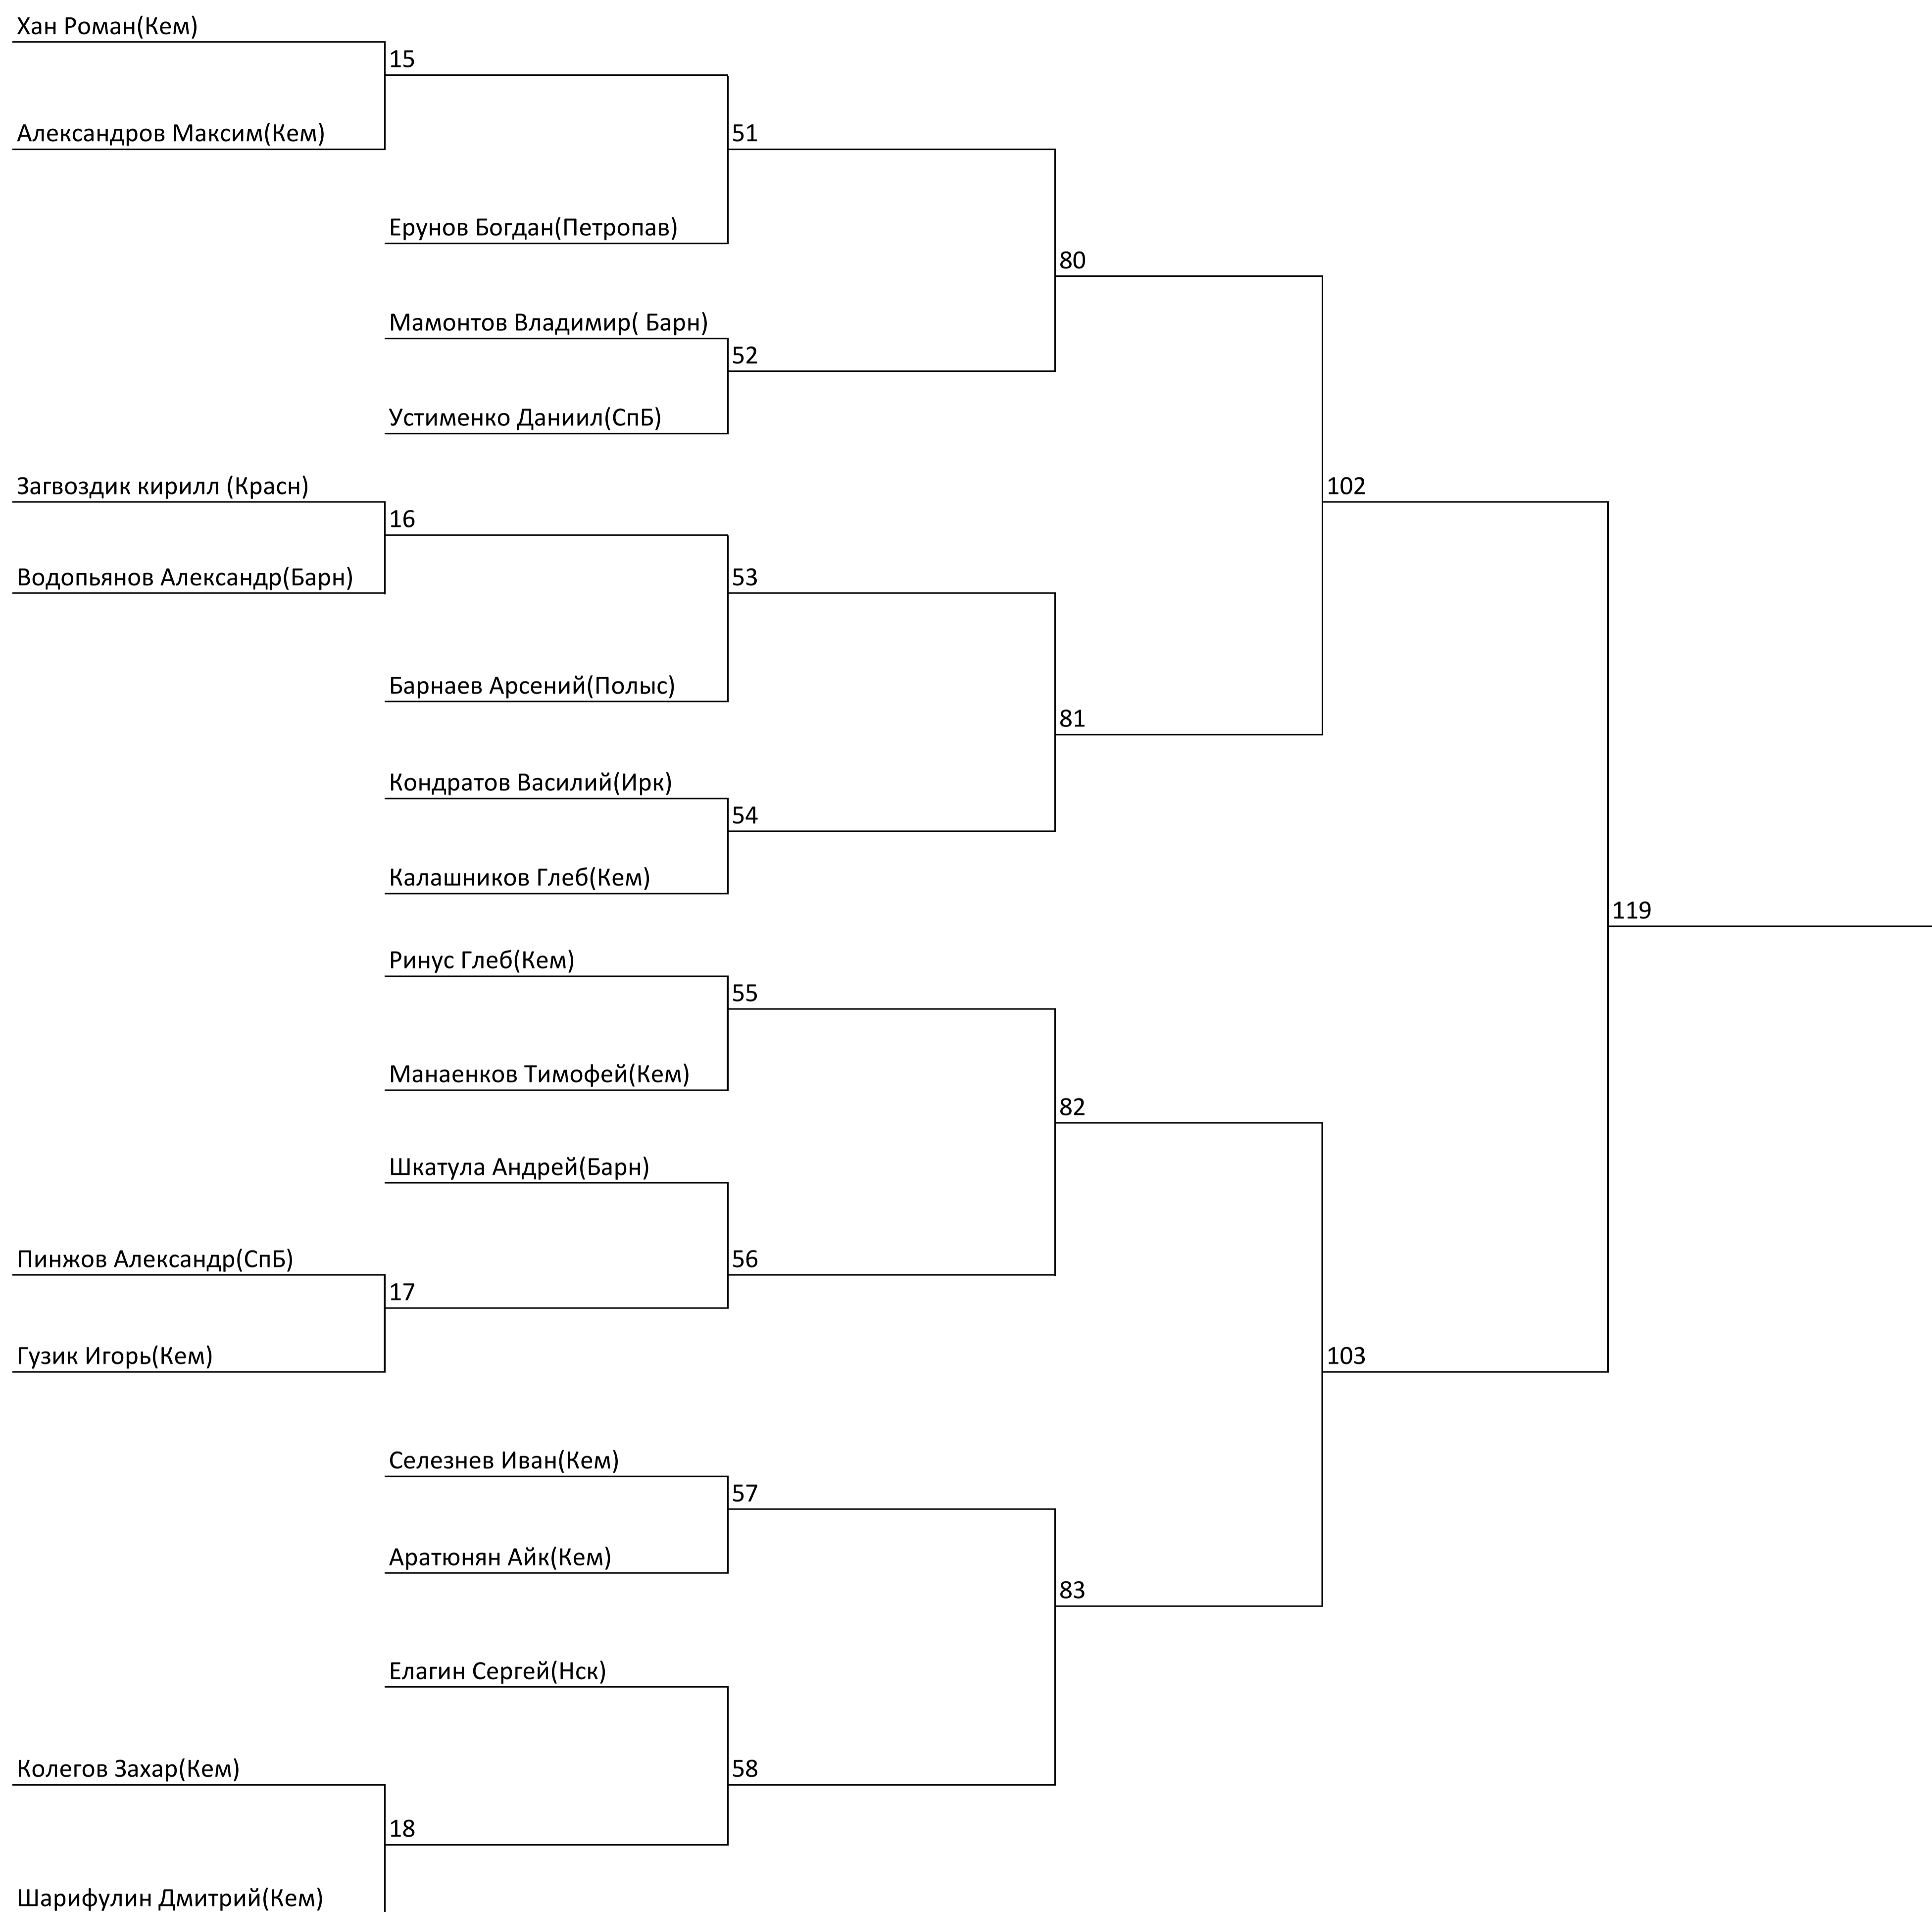 Хан Роман(Кем)
15
Александров Максим(Кем)
51
Ерунов Богдан(Петропав)
80
Мамонтов Владимир( Барн)
52
Устименко Даниил(СпБ)
Загвоздик кирилл (Красн)
102
16
Водопьянов Александр(Барн)
53
Барнаев Арсений(Полыс)
81
Кондратов Василий(Ирк)
54
Калашников Глеб(Кем)
119
Ринус Глеб(Кем)
55
Манаенков Тимофей(Кем)
82
Шкатула Андрей(Барн)
Пинжов Александр(СпБ)
56
17
Гузик Игорь(Кем)
103
Селезнев Иван(Кем)
57
Аратюнян Айк(Кем)
83
Елагин Сергей(Нск)
Колегов Захар(Кем)
58
18
Шарифулин Дмитрий(Кем)